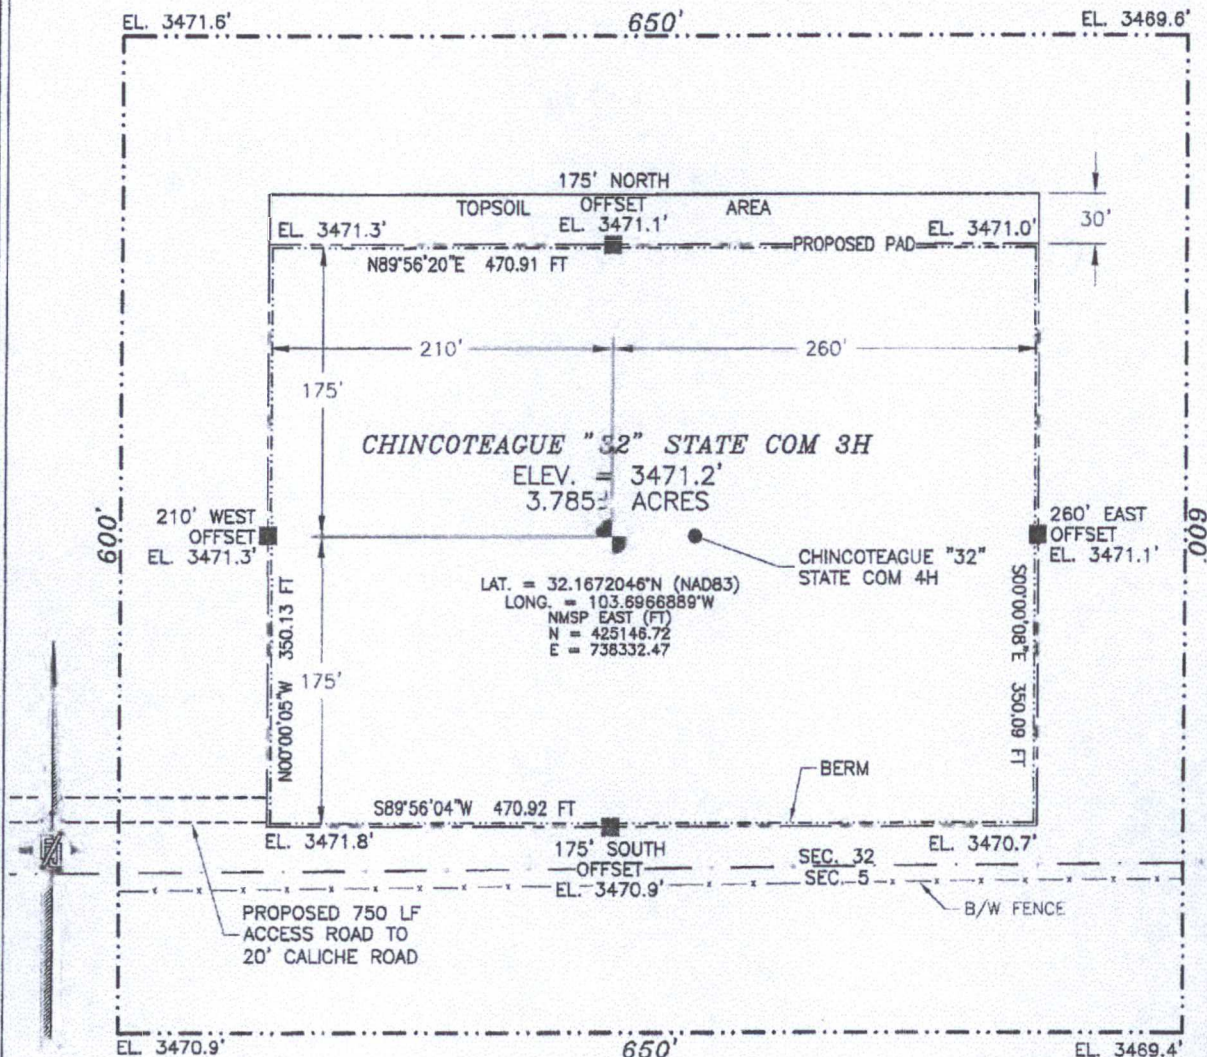 EL. 3471.6'
650'
EL. 3469.6'
175' NORTH
OFFSET
EL. 3471.1'
TOPSOIL
AREA
30'
EL. 3471.3'
EL. 3471.0'
PROPOSED PAD
N89°56'20"E 470.91 FT
210'
260'
175'
CHINCOTEAGUE "32" STATE COM 3H
ELEV. = 3471.2'
3.785± ACRES
600'
210' WEST
OFFSET
EL. 3471.3'
260' EAST
OFFSET
EL. 3471.1'
600'
CHINCOTEAGUE "32"
STATE COM 4H
LAT. = 32.1672046°N (NAD83)
LONG. = 103.6966889°W
NMSP EAST (FT)
N = 425146.72
E = 738332.47
N00°00'05"W 350.13 FT
175'
S00°00'08"E 350.09 FT
BERM
S89°56'04"W 470.92 FT
EL. 3471.8'
175' SOUTH
OFFSET
EL. 3470.9'
EL. 3470.7'
SEC. 32
SEC. 5
B/W FENCE
PROPOSED 750 LF
ACCESS ROAD TO
20' CALICHE ROAD
EL. 3470.9'
650'
EL. 3469.4'